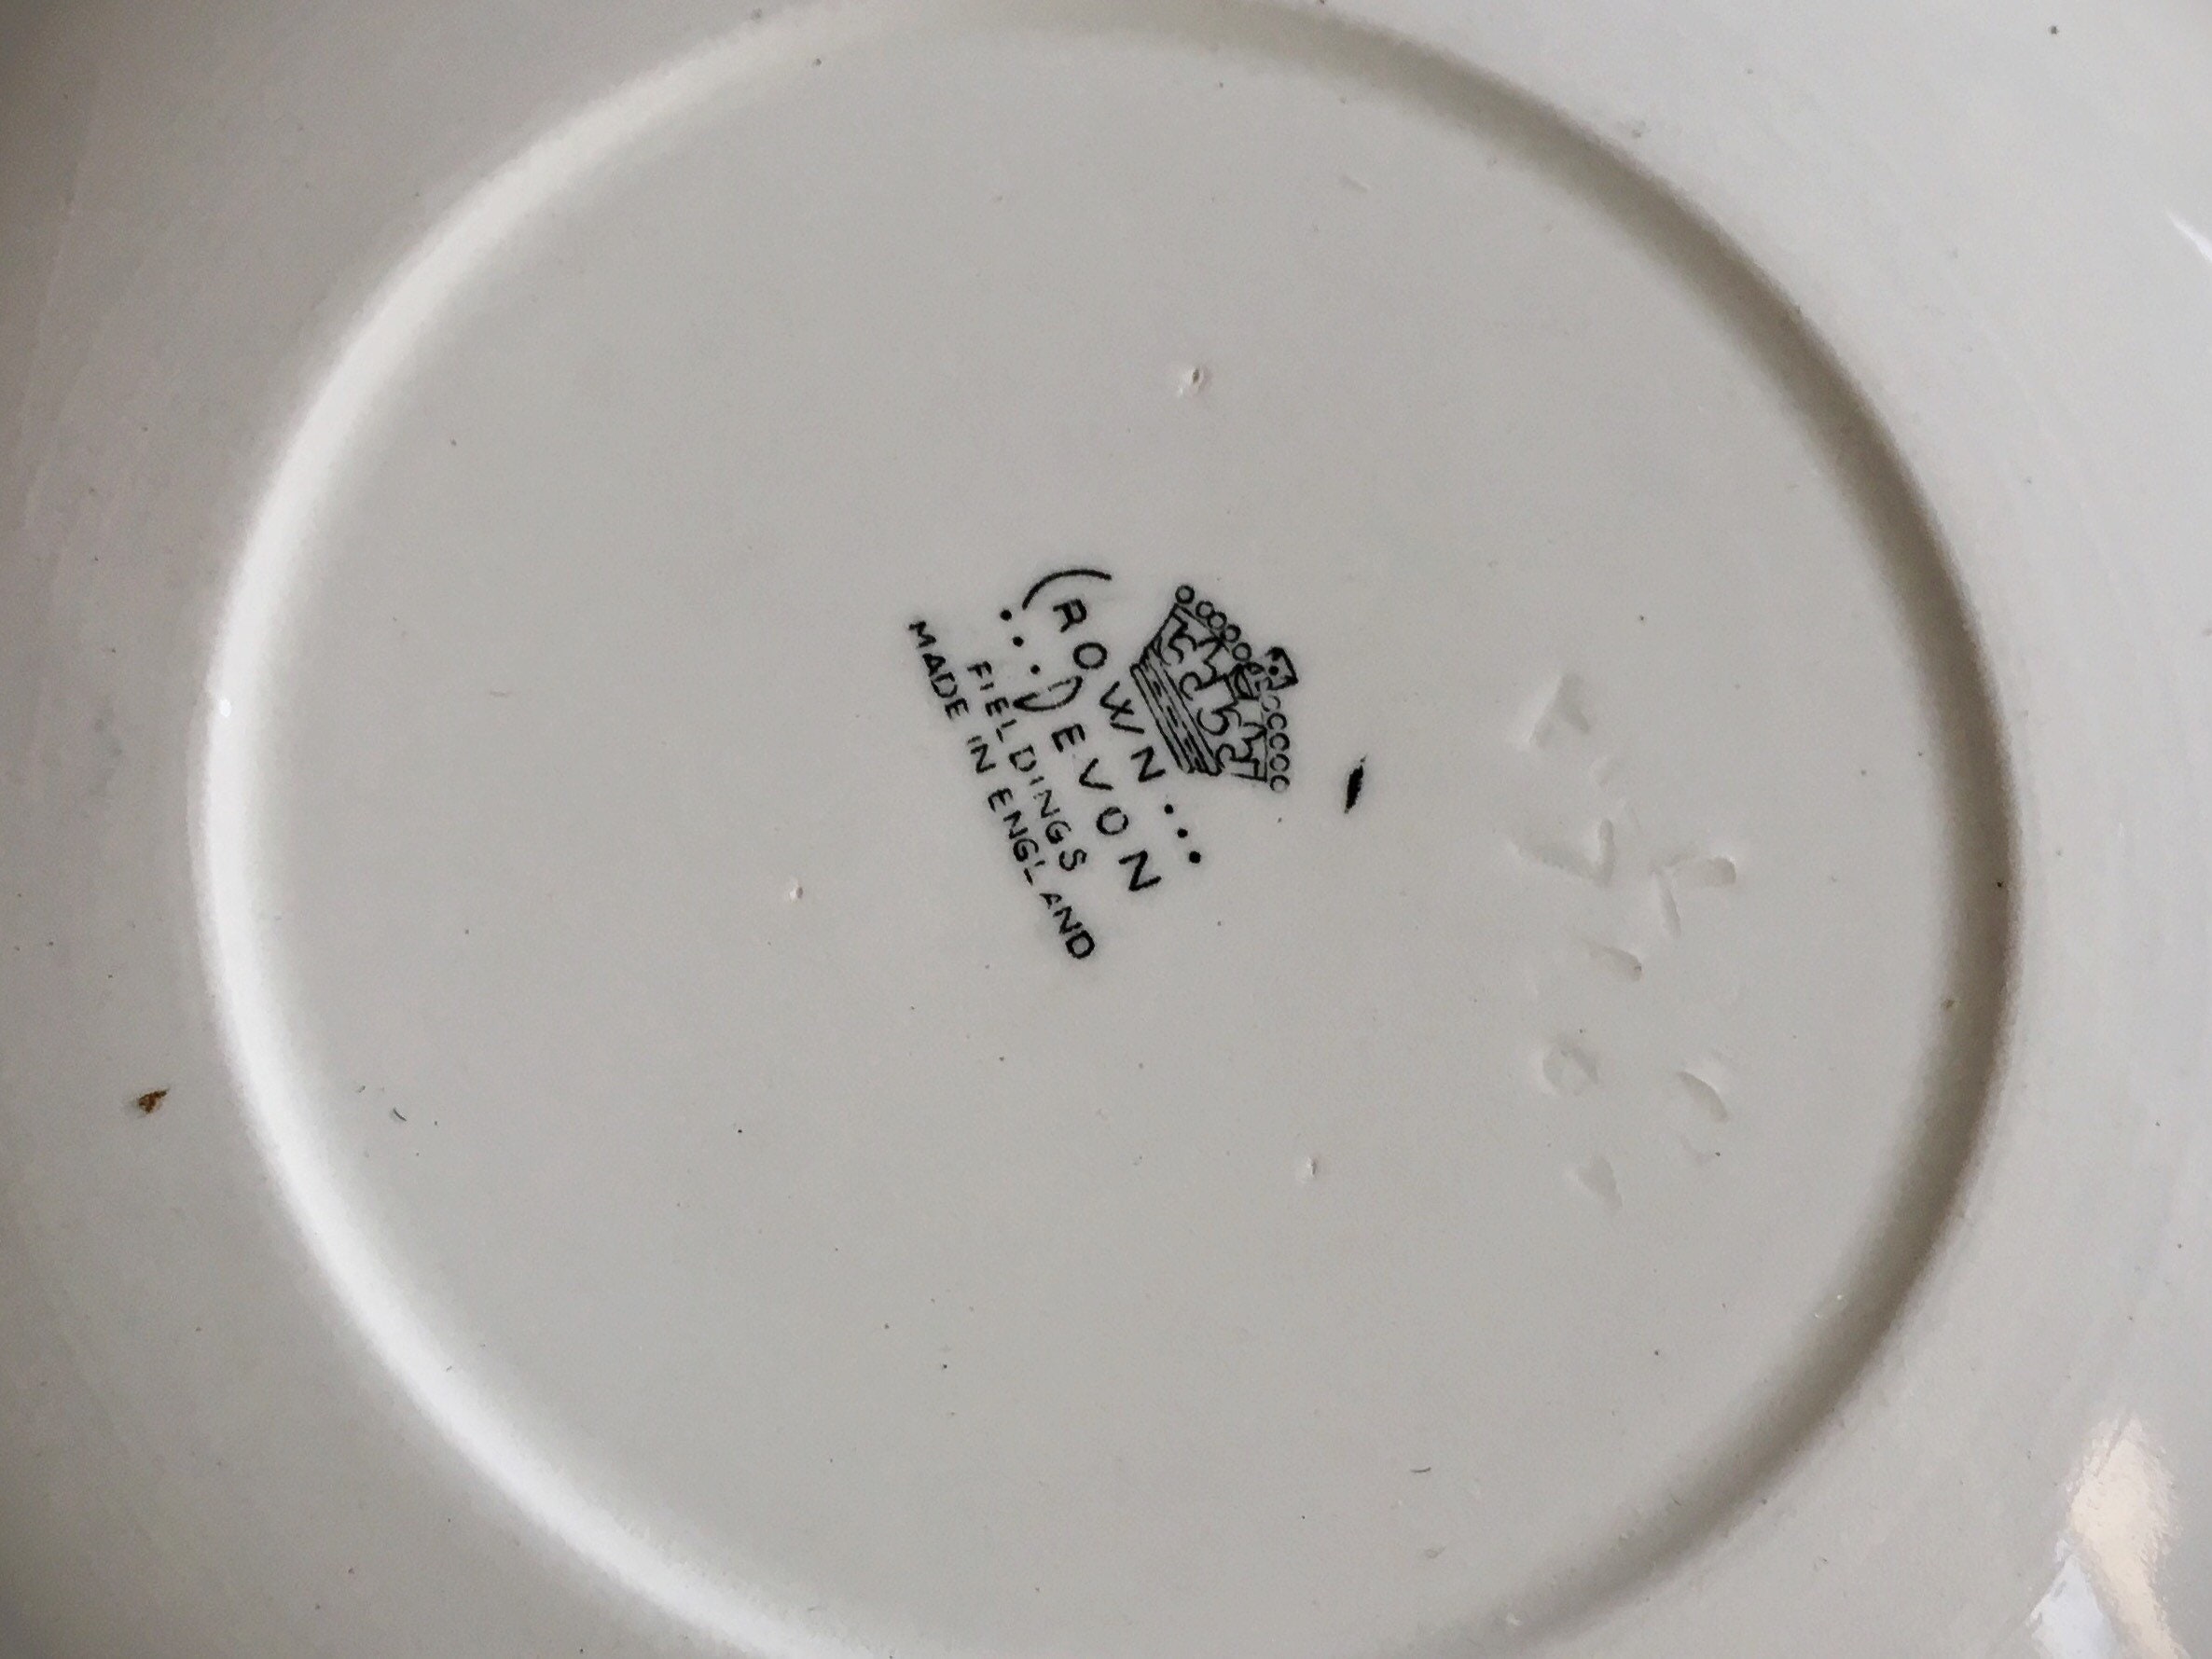 CROWN...
...DEVON
FIELDINGS
MADE IN ENGLAND